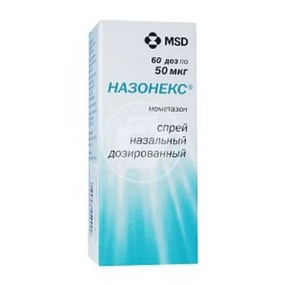 MSD
60 доз по
50 мкг
НАЗОНЕКС®
мометазон
спрей
назальный
дозированный